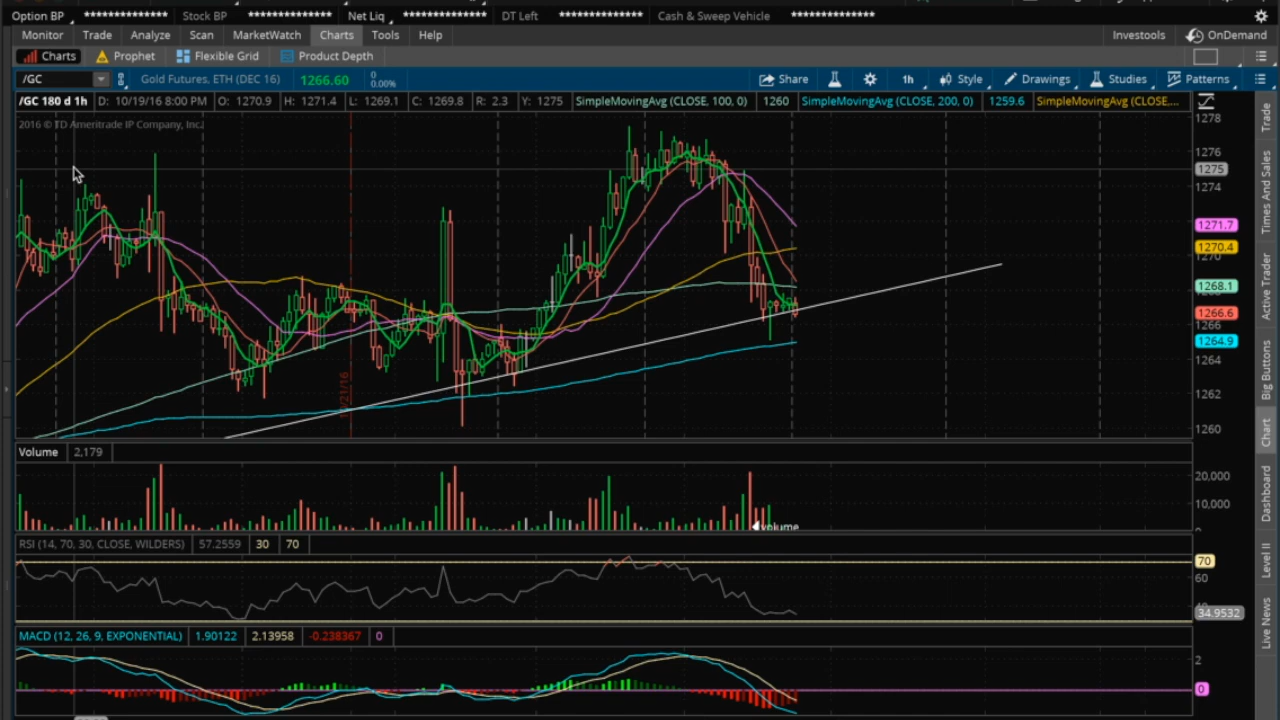 Option BP ************** Stock BP ************** Net Liq ************** DT Left ************** Cash & Sweep Vehicle **************
Monitor Trade Analyze Scan MarketWatch Charts Tools Help Investools OnDemand
Charts Prophet Flexible Grid Product Depth
/GC Gold Futures, ETH (DEC 16) 1266.60 0 0.00% Share 1h Style Drawings Studies Patterns
/GC 180 d 1h D: 10/19/16 8:00 PM O: 1270.9 H: 1271.4 L: 1269.1 C: 1269.8 R: 2.3 Y: 1275 SimpleMovingAvg (CLOSE, 100, 0) 1260 SimpleMovingAvg (CLOSE, 200, 0) 1259.6 SimpleMovingAvg (CLOSE,...
2016 © TD Ameritrade IP Company, Inc.
1278
1276
1275
1274
1271.7
1270.4
1270
1268.1
1266.6
1266
1264.9
1264
1262
1260
Volume 2,179
20,000
10,000
volume
RSI (14, 70, 30, CLOSE, WILDERS) 57.2559 30 70
70
60
34.9532
MACD (12, 26, 9, EXPONENTIAL) 1.90122 2.13958 -0.238367 0
2
0
Trade
Times And Sales
Active Trader
Big Buttons
Chart
Dashboard
Level II
Live News